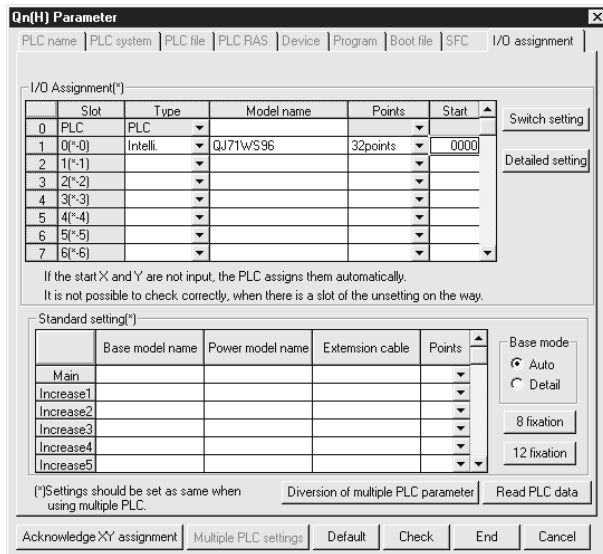 Qn(H) Parameter
PLC name PLC system PLC file PLC RAS Device Program Boot file SFC I/O assignment
I/O Assignment(*)
Slot Type Model name Points Start
0 PLC PLC
1 0(*-0) Intelli. QJ71WS96 32points 0000
2 1(*-1)
3 2(*-2)
4 3(*-3)
5 4(*-4)
6 5(*-5)
7 6(*-6)
Switch setting
Detailed setting
If the start X and Y are not input, the PLC assigns them automatically.
It is not possible to check correctly, when there is a slot of the unsetting on the way.
Standard setting(*)
Base model name Power model name Extension cable Points
Main
Increase1
Increase2
Increase3
Increase4
Increase5
Base mode
Auto
Detail
8 fixation
12 fixation
(*)Settings should be set as same when
using multiple PLC.
Diversion of multiple PLC parameter Read PLC data
Acknowledge XY assignment Multiple PLC settings Default Check End Cancel